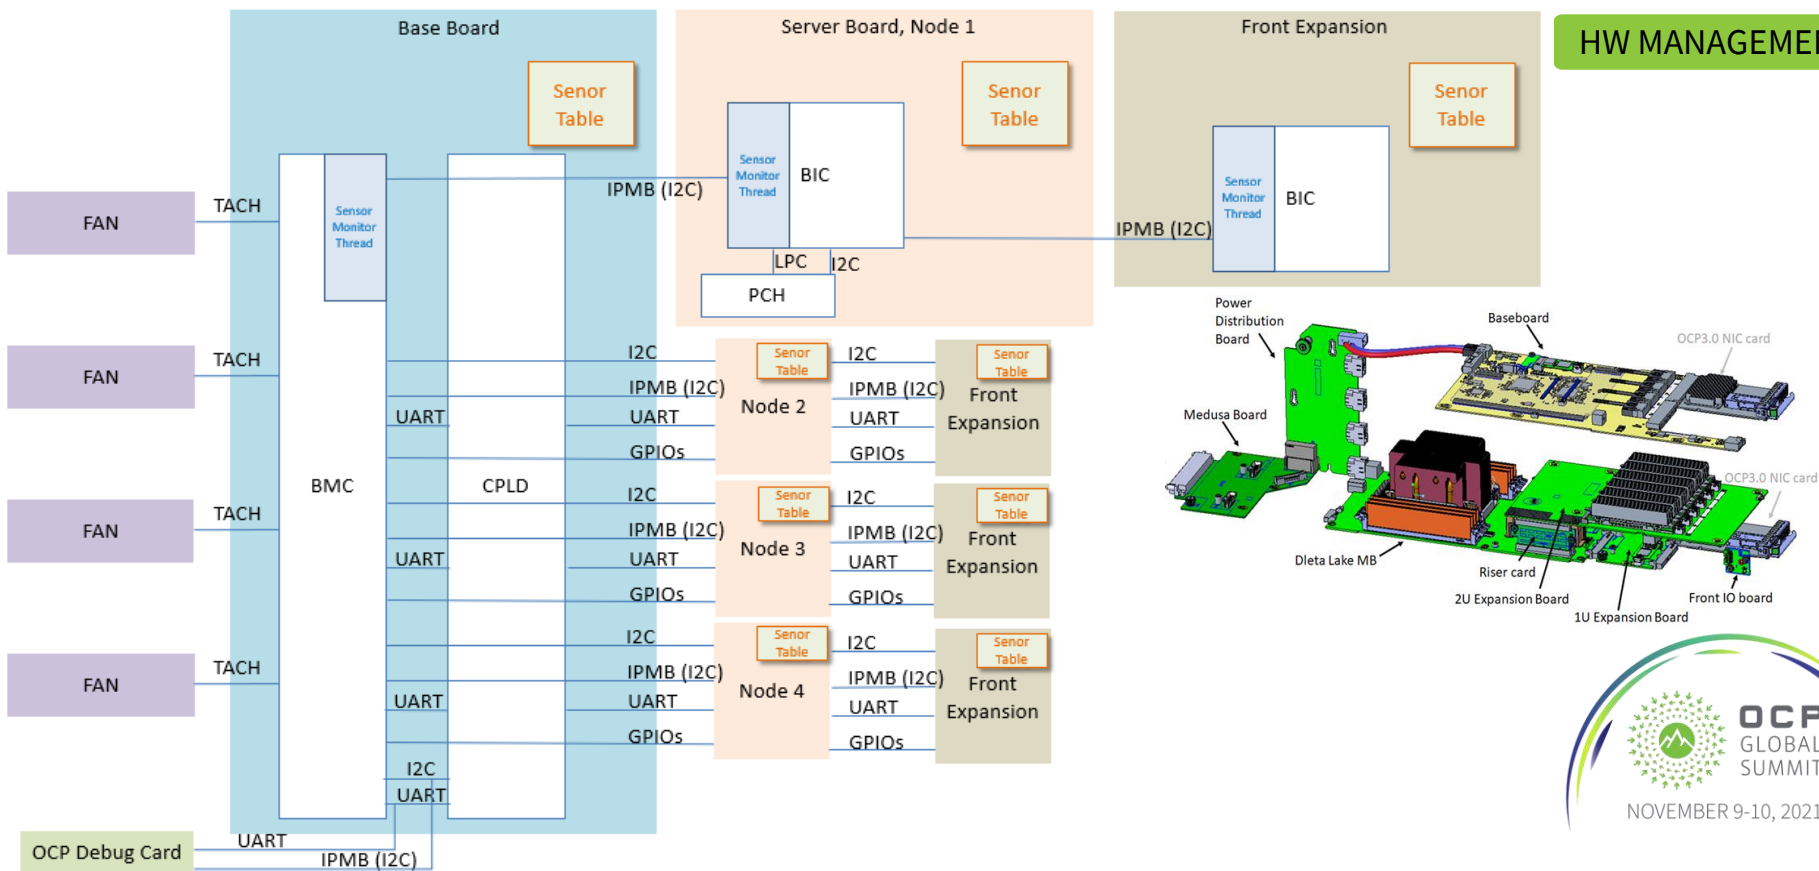 Base Board
Server Board, Node 1
Front Expansion
HW MANAGEMEN
Senor
Table
Senor
Table
Senor
Table
Sensor
Monitor
Thread
BIC
Sensor
Monitor
Thread
BIC
IPMB (I2C)
IPMB (I2C)
LPC
I2C
PCH
FAN
TACH
Sensor
Monitor
Thread
FAN
TACH
FAN
TACH
FAN
TACH
BMC
CPLD
I2C
IPMB (I2C)
UART
UART
GPIOs
Senor
Table
Node 2
I2C
IPMB (I2C)
UART
GPIOs
Senor
Table
Front
Expansion
I2C
IPMB (I2C)
UART
UART
GPIOs
Senor
Table
Node 3
I2C
IPMB (I2C)
UART
GPIOs
Senor
Table
Front
Expansion
I2C
IPMB (I2C)
UART
UART
GPIOs
Senor
Table
Node 4
I2C
IPMB (I2C)
UART
GPIOs
Senor
Table
Front
Expansion
I2C
UART
OCP Debug Card
UART
IPMB (I2C)
Power
Distribution
Board
Baseboard
OCP3.0 NIC card
Medusa Board
OCP3.0 NIC card
Dleta Lake MB
Riser card
2U Expansion Board
1U Expansion Board
Front IO board
OCP
GLOBAL
SUMMIT
NOVEMBER 9-10, 2021